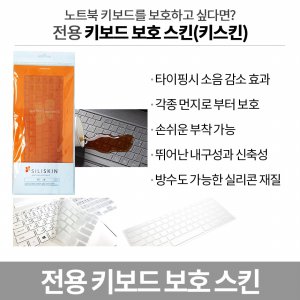 노트북 키보드를 보호하고 싶다면?
전용 키보드 보호 스킨(키스킨)
• 타이핑시 소음 감소 효과
• 각종 먼지로 부터 보호
• 손쉬운 부착 가능
• 뛰어난 내구성과 신축성
• 방수도 가능한 실리콘 재질
SILISKIN
전용 키보드 보호 스킨